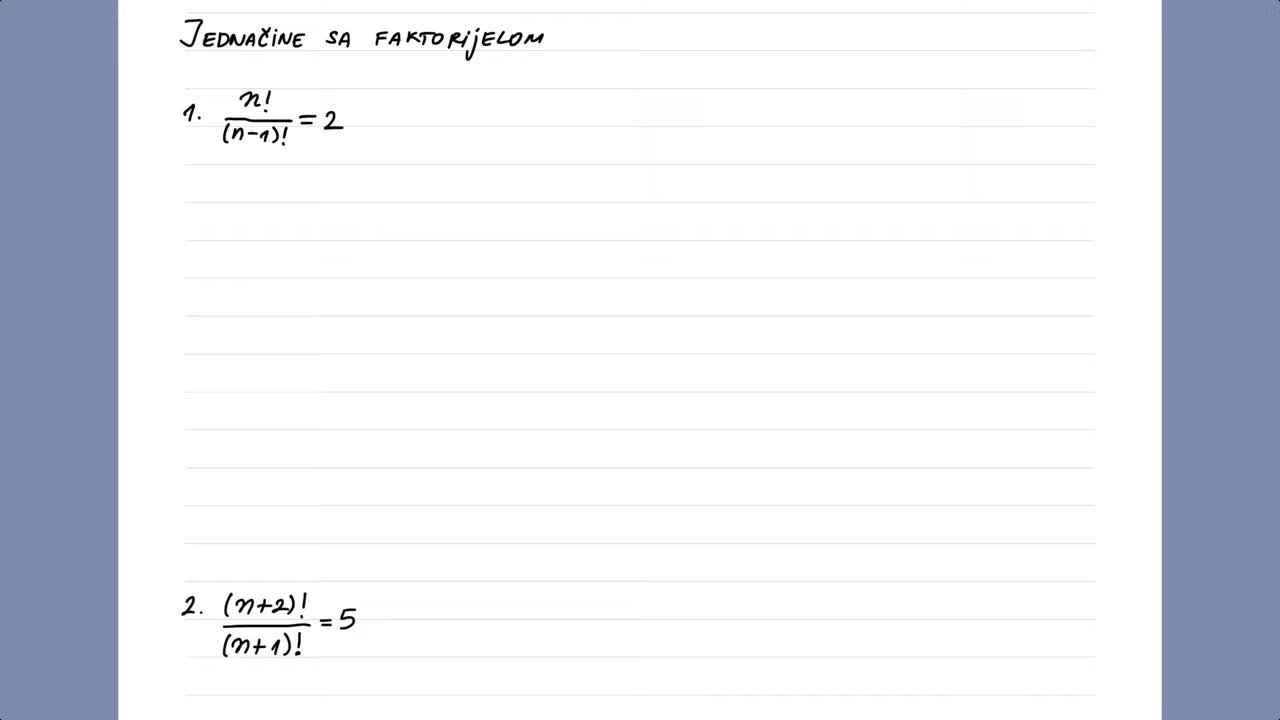 JEDNAČINE SA FAKTORIJELOM
1. n! / (n-1)! = 2
2. (n+2)! / (n+1)! = 5